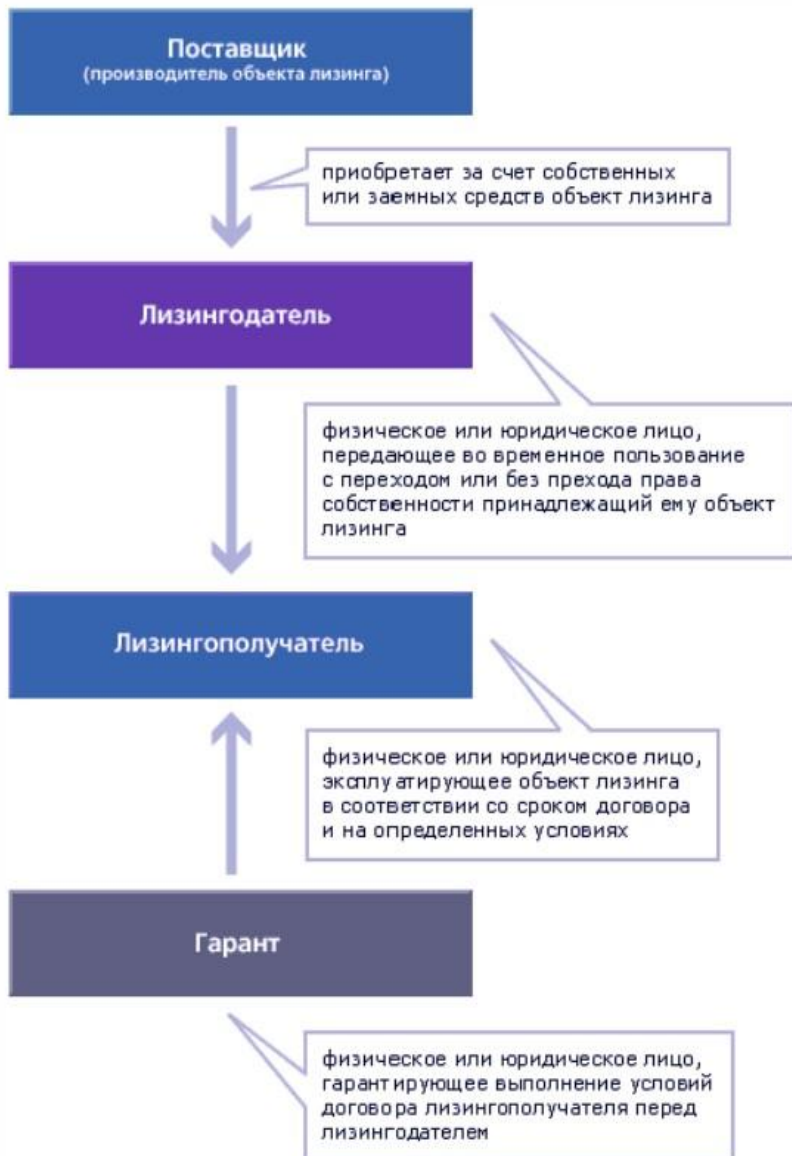 Поставщик
(производитель объекта лизинга)
приобретает за счет собственных
или заемных средств объект лизинга
Лизингодатель
физическое или юридическое лицо,
передающее во временное пользование
с переходом или без прехода права
собственности принадлежащий ему объект
лизинга
Лизингополучатель
физическое или юридическое лицо,
эксплуатирующее объект лизинга
в соответствии со сроком договора
и на определенных условиях
Гарант
физическое или юридическое лицо,
гарантирующее выполнение условий
договора лизингополучателя перед
лизингодателем